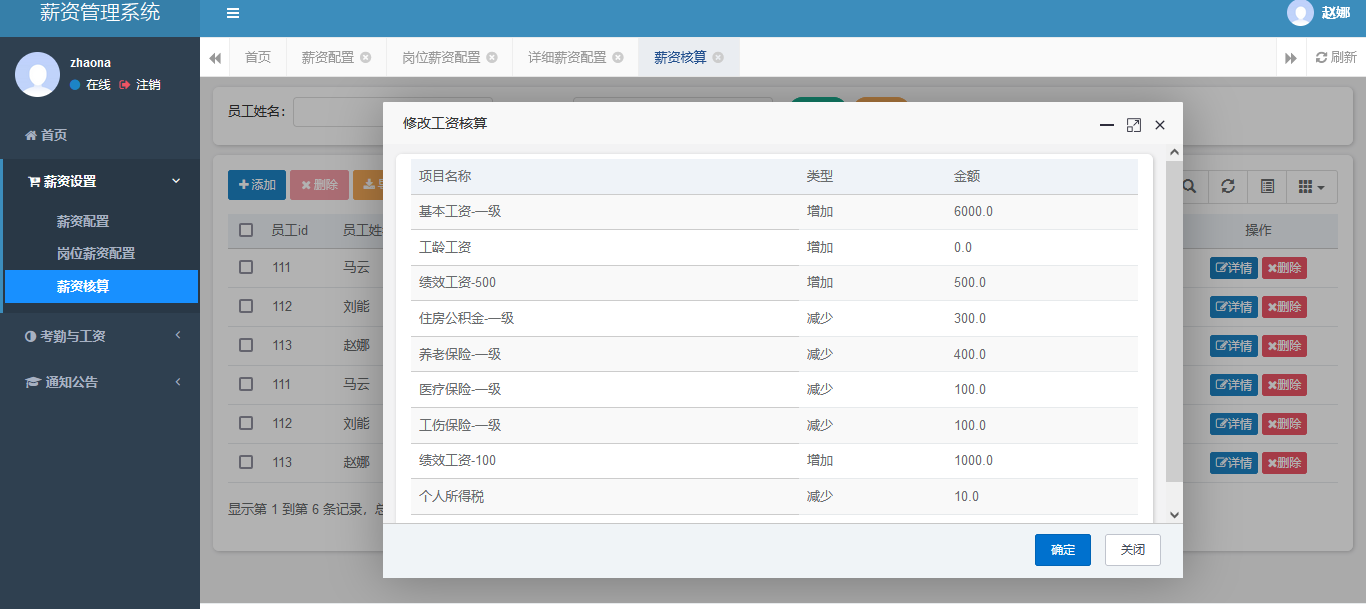 薪资管理系统
赵娜
zhaona
在线 注销
首页
薪资设置
薪资配置
岗位薪资配置
薪资核算
考勤与工资
通知公告
首页 薪资配置 岗位薪资配置 详细薪资配置 薪资核算 刷新
员工姓名:
添加 删除
员工id 员工姓 操作
111 马云 详情 删除
112 刘能 详情 删除
113 赵娜 详情 删除
111 马云 详情 删除
112 刘能 详情 删除
113 赵娜 详情 删除
显示第 1 到第 6 条记录,总
修改工资核算
项目名称 类型 金额
基本工资-一级 增加 6000.0
工龄工资 增加 0.0
绩效工资-500 增加 500.0
住房公积金-一级 减少 300.0
养老保险-一级 减少 400.0
医疗保险-一级 减少 100.0
工伤保险-一级 减少 100.0
绩效工资-100 增加 1000.0
个人所得税 减少 10.0
确定 关闭